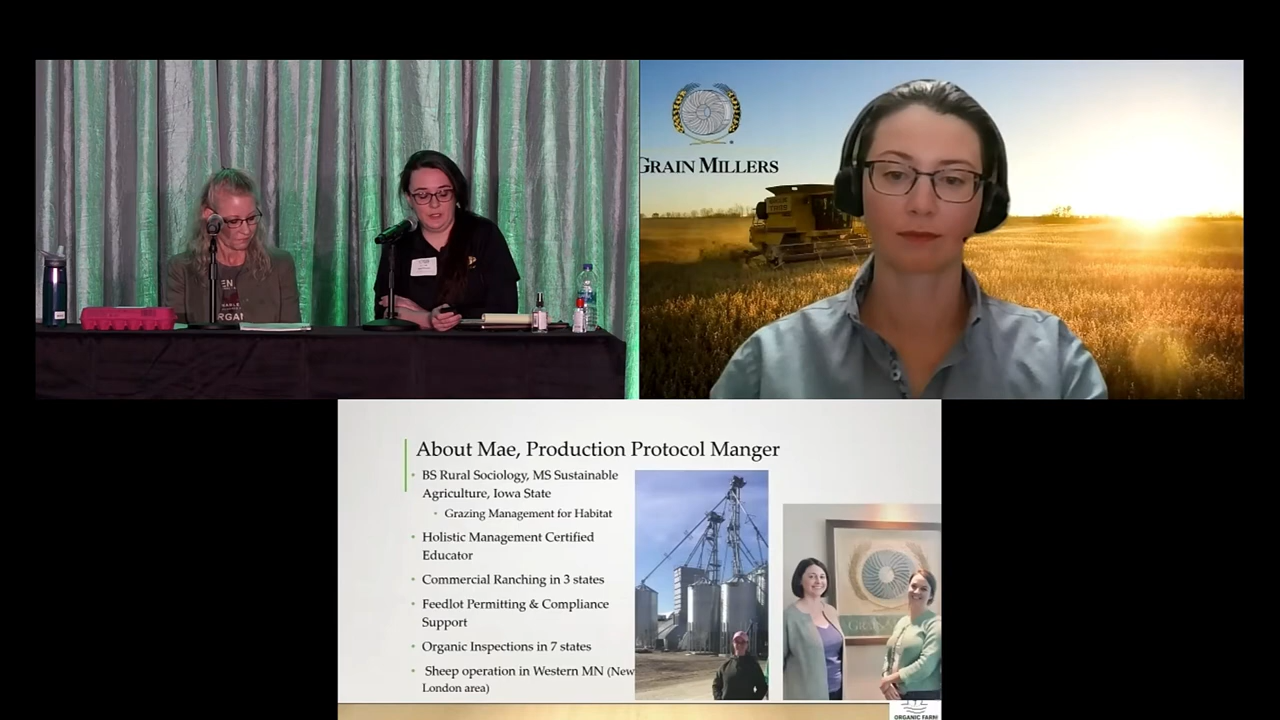 GRAIN MILLERS
About Mae, Production Protocol Manger
• BS Rural Sociology, MS Sustainable
Agriculture, Iowa State
• Grazing Management for Habitat
• Holistic Management Certified
Educator
• Commercial Ranching in 3 states
• Feedlot Permitting & Compliance
Support
• Organic Inspections in 7 states
• Sheep operation in Western MN (New
London area)
ORGANIC FARM